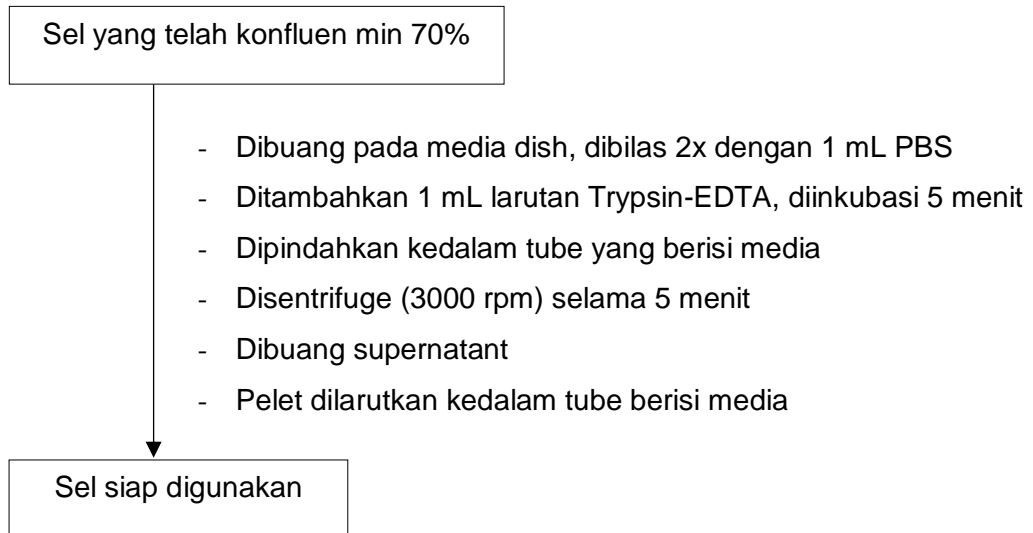 Sel yang telah konfluen min 70%
- Dibuang pada media dish, dibilas 2x dengan 1 mL PBS
- Ditambahkan 1 mL larutan Trypsin-EDTA, diinkubasi 5 menit
- Dipindahkan kedalam tube yang berisi media
- Disentrifuge (3000 rpm) selama 5 menit
- Dibuang supernatant
- Pelet dilarutkan kedalam tube berisi media
Sel siap digunakan